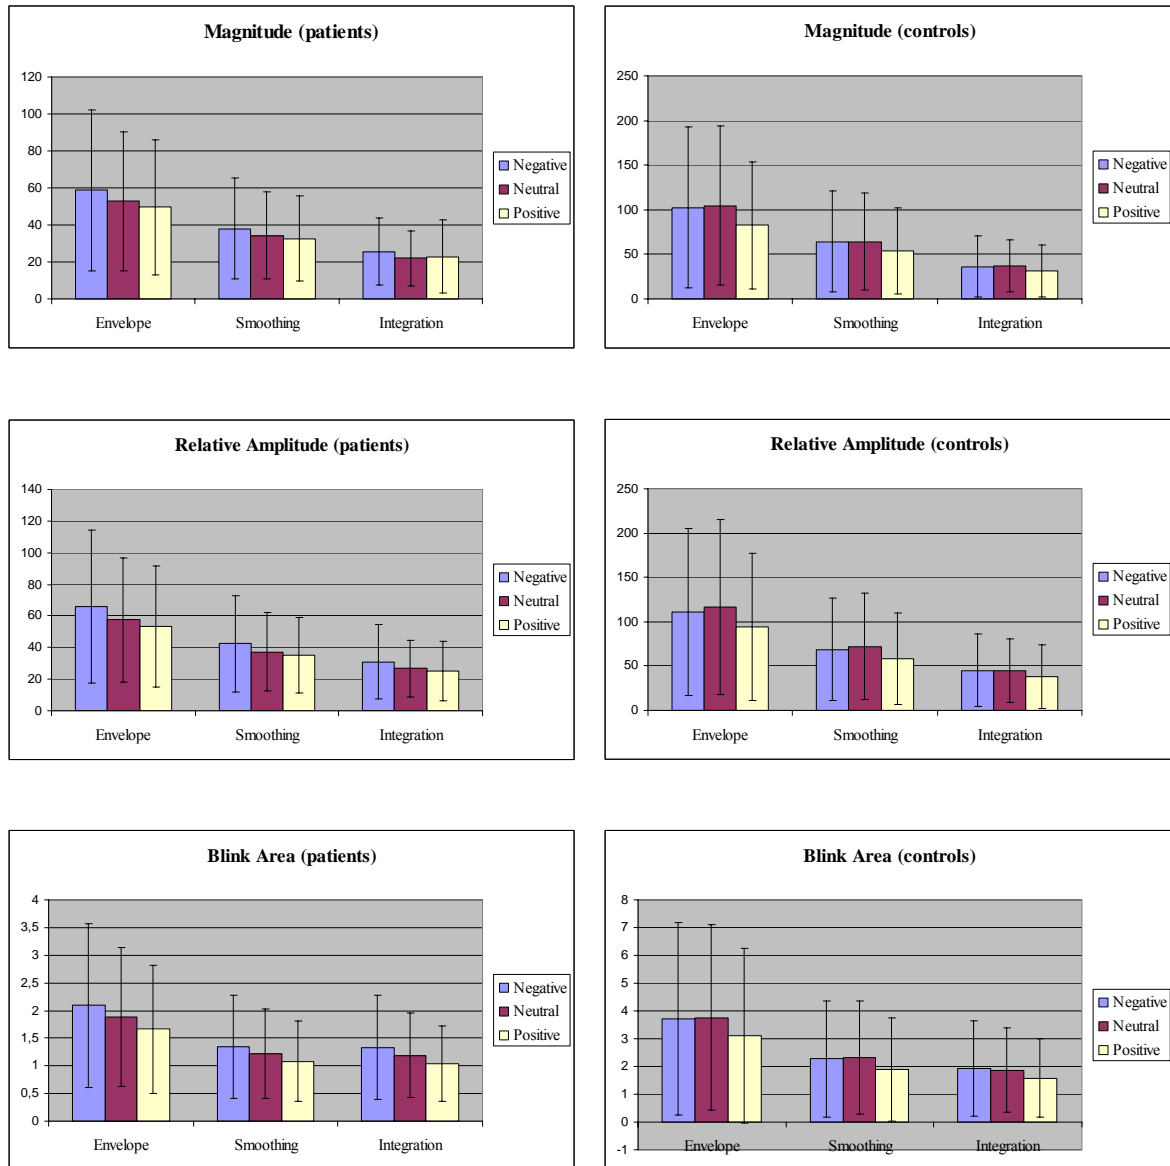 Magnitude (patients)
120
100
80
60
40
20
0
Envelope Smoothing Integration
Negative
Neutral
Positive
Magnitude (controls)
250
200
150
100
50
0
Envelope Smoothing Integration
Negative
Neutral
Positive
Relative Amplitude (patients)
140
120
100
80
60
40
20
0
Envelope Smoothing Integration
Negative
Neutral
Positive
Relative Amplitude (controls)
250
200
150
100
50
0
Envelope Smoothing Integration
Negative
Neutral
Positive
Blink Area (patients)
4
3,5
3
2,5
2
1,5
1
0,5
0
Envelope Smoothing Integration
Negative
Neutral
Positive
Blink Area (controls)
8
7
6
5
4
3
2
1
0
-1
Envelope Smoothing Integration
Negative
Neutral
Positive